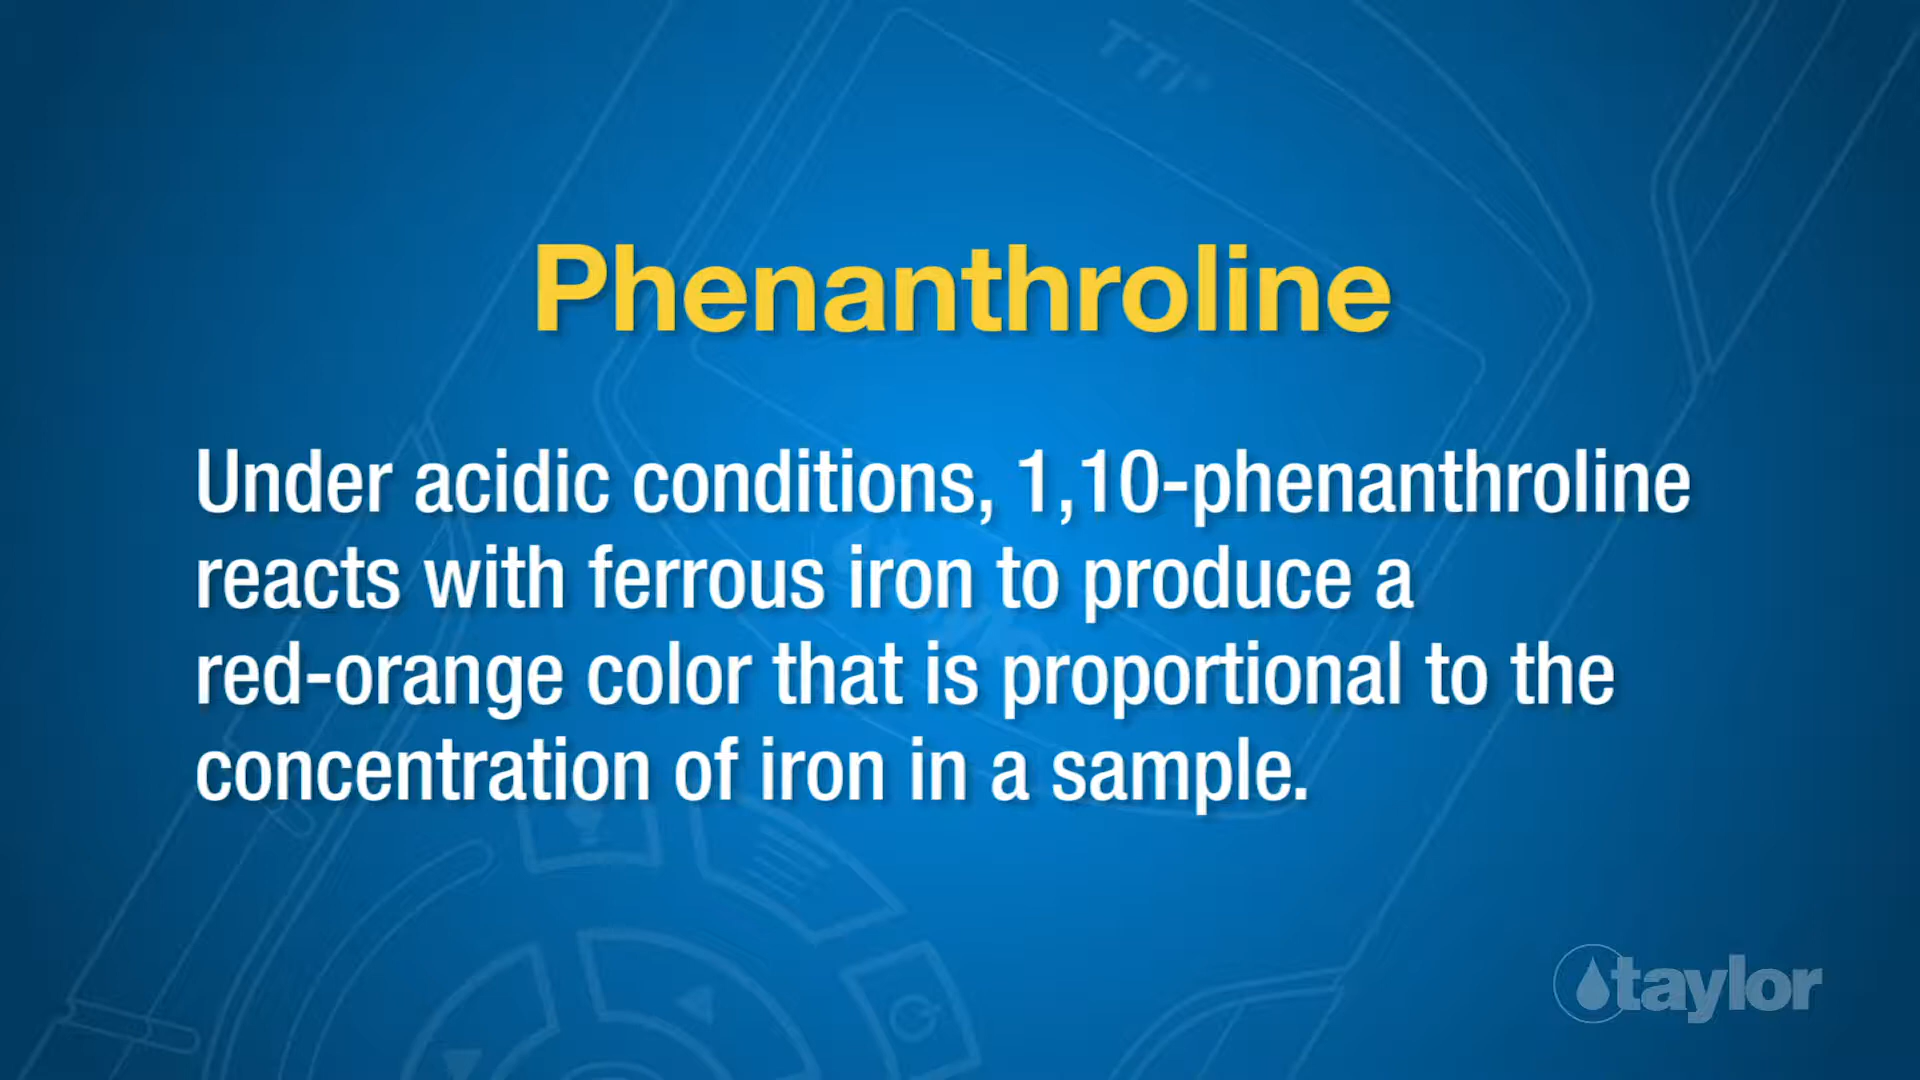 TTi
Phenanthroline
Under acidic conditions, 1,10-phenanthroline
reacts with ferrous iron to produce a
red-orange color that is proportional to the
concentration of iron in a sample.
taylor